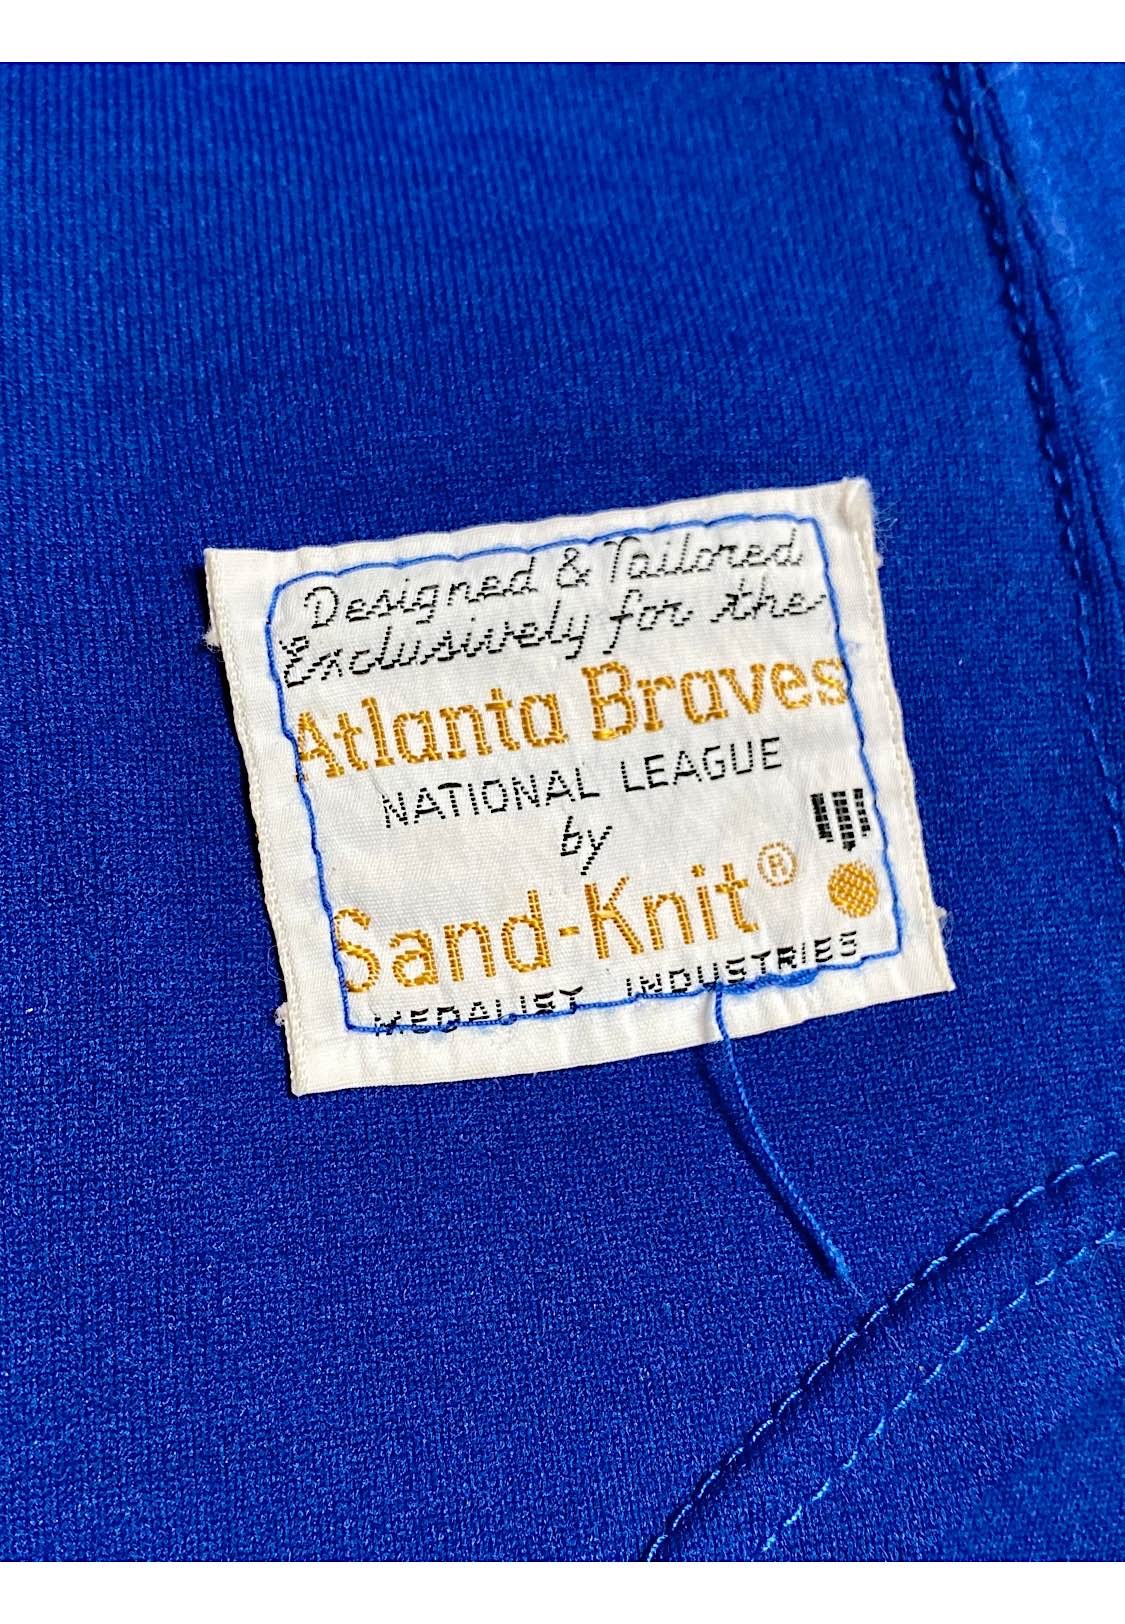 Designed & Tailored
Exclusively for the
Atlanta Braves
NATIONAL LEAGUE
by
Sand-Knit®
MEDALIST INDUSTRIES